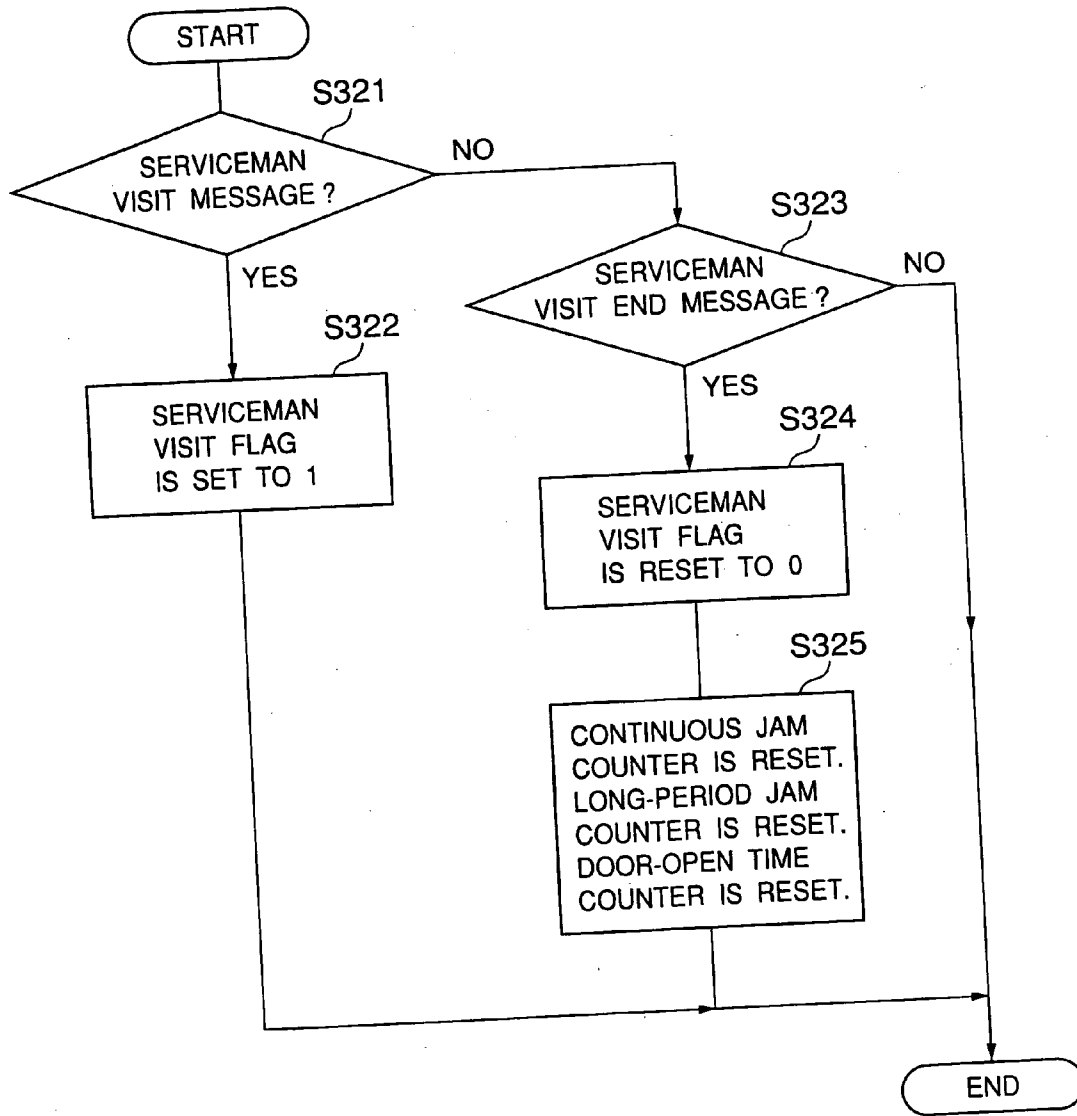 START
S321
SERVICEMAN
VISIT MESSAGE ?
NO
YES
S323
SERVICEMAN
VISIT END MESSAGE ?
NO
YES
S322
SERVICEMAN
VISIT FLAG
IS SET TO 1
S324
SERVICEMAN
VISIT FLAG
IS RESET TO 0
S325
CONTINUOUS JAM
COUNTER IS RESET.
LONG-PERIOD JAM
COUNTER IS RESET.
DOOR-OPEN TIME
COUNTER IS RESET.
END